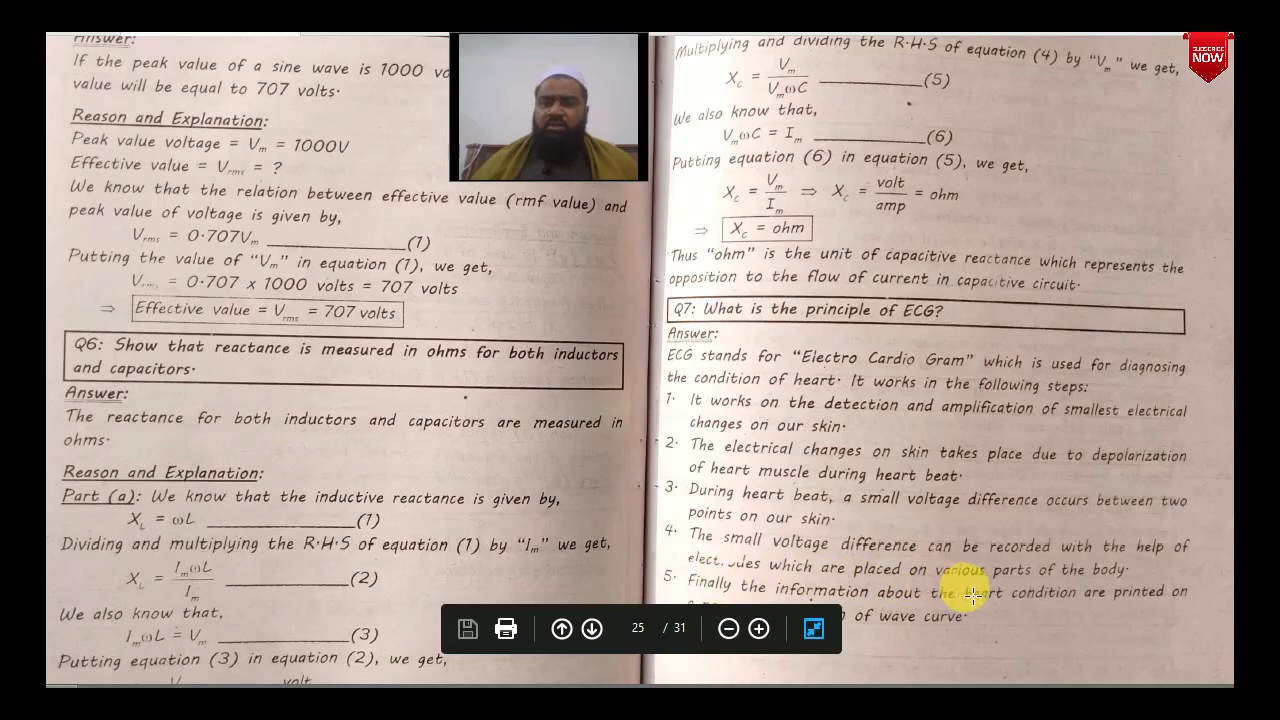 Answer:
If the peak value of a sine wave is 1000
value will be equal to 707 volts.
Reason and Explanation:
Peak value voltage = Vₘ = 1000V
Effective value = Vᵣₘₛ = ?
We know that the relation between effective value (rmf value) and
peak value of voltage is given by,
Vᵣₘₛ = 0.707Vₘ ____________(1)
Putting the value of "Vₘ" in equation (1), we get,
Vᵣₘₛ = 0.707 x 1000 volts = 707 volts
⇒ Effective value = Vᵣₘₛ = 707 volts
Q6: Show that reactance is measured in ohms for both inductors
and capacitors.
Answer:
The reactance for both inductors and capacitors are measured in
ohms.
Reason and Explanation:
Part (a): We know that the inductive reactance is given by,
X_L = ωL ____________(1)
Dividing and multiplying the R.H.S of equation (1) by "Iₘ" we get,
X_L = IₘωL / Iₘ ____________(2)
We also know that,
IₘωL = Vₘ ____________(3)
Putting equation (3) in equation (2), we get,
V volt
Multiplying and dividing the R.H.S of equation (4) by "Vₘ" we get,
X_c = Vₘ / VₘωC ____________(5)
We also know that,
VₘωC = Iₘ ____________(6)
Putting equation (6) in equation (5), we get,
X_c = Vₘ / Iₘ ⇒ X_c = volt / amp = ohm
⇒ X_c = ohm
Thus "ohm" is the unit of capacitive reactance which represents the
opposition to the flow of current in capacitive circuit.
Q7: What is the principle of ECG?
Answer:
ECG stands for "Electro Cardio Gram" which is used for diagnosing
the condition of heart. It works in the following steps:
1. It works on the detection and amplification of smallest electrical
changes on our skin.
2. The electrical changes on skin takes place due to depolarization
of heart muscle during heart beat.
3. During heart beat, a small voltage difference occurs between two
points on our skin.
4. The small voltage difference can be recorded with the help of
electrodes which are placed on various parts of the body.
5. Finally the information about the heart condition are printed on
of wave curve.
25 / 31
SUBSCRIBE
NOW